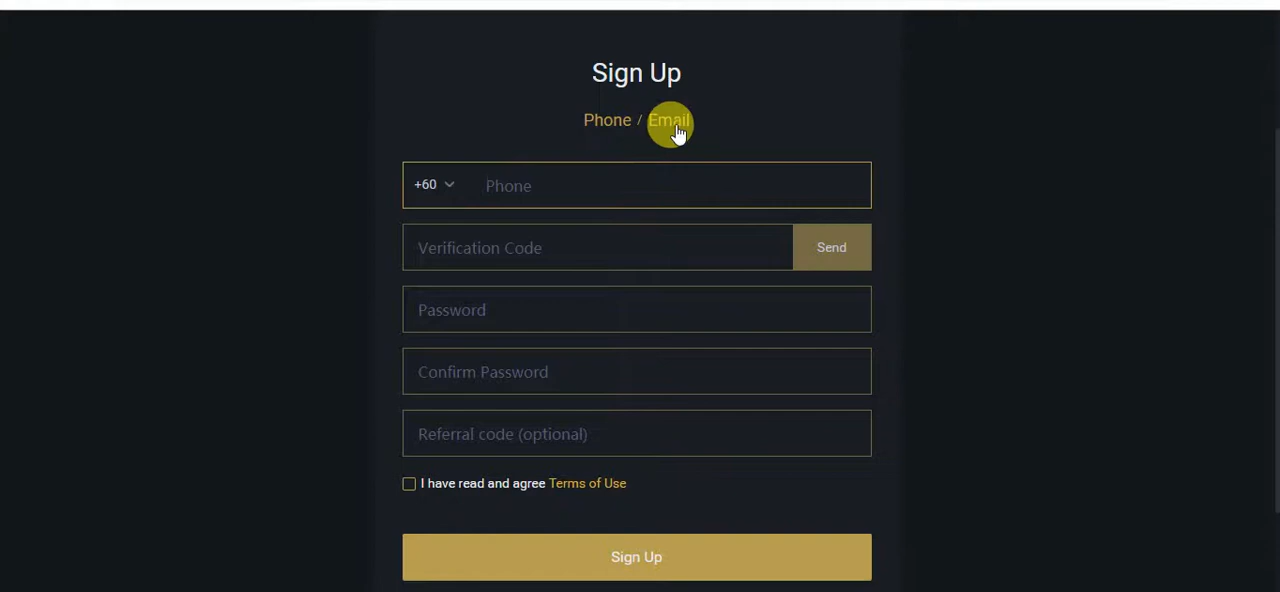 Sign Up
Phone / Email
+60 Phone
Verification Code Send
Password
Confirm Password
Referral code (optional)
I have read and agree Terms of Use
Sign Up